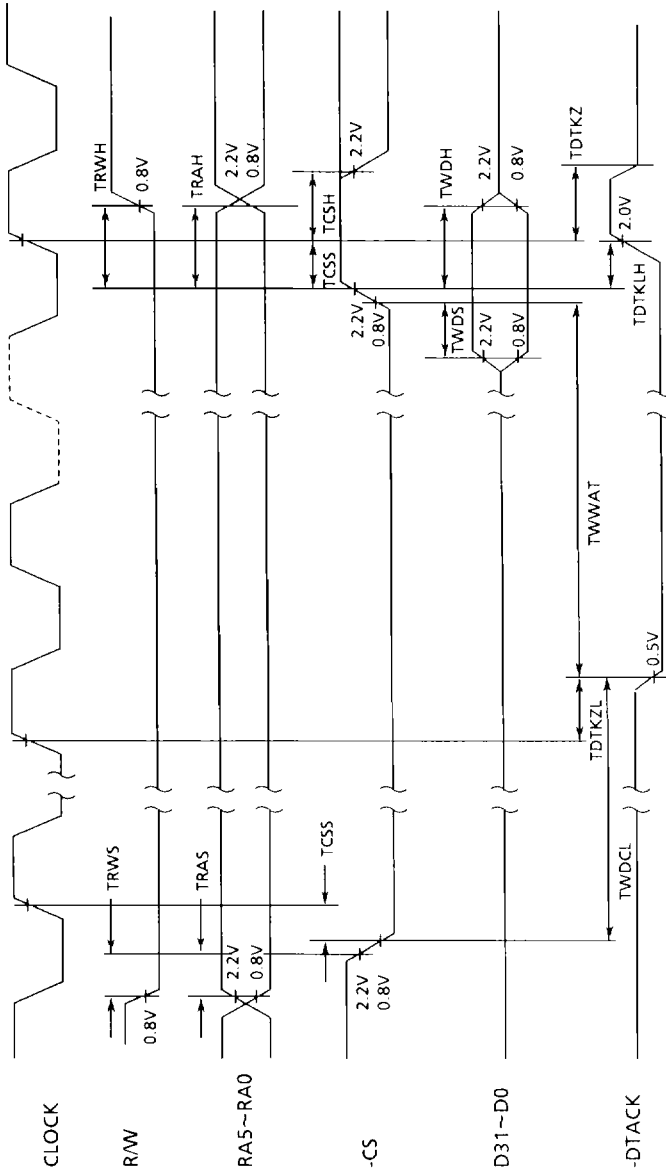 CLOCK
R/W
0.8V
TRWS
TRWH
0.8V
RA5~RA0
2.2V
0.8V
TRAS
TRAH
2.2V
0.8V
-CS
2.2V
0.8V
TCSS
2.2V
0.8V
TCSS
TCSH
2.2V
D31~D0
TWDS
2.2V
0.8V
TWDH
2.2V
0.8V
-DTACK
TWDCL
TDTKZL
0.5V
TWWAT
TDTKLH
2.0V
TDTKZ